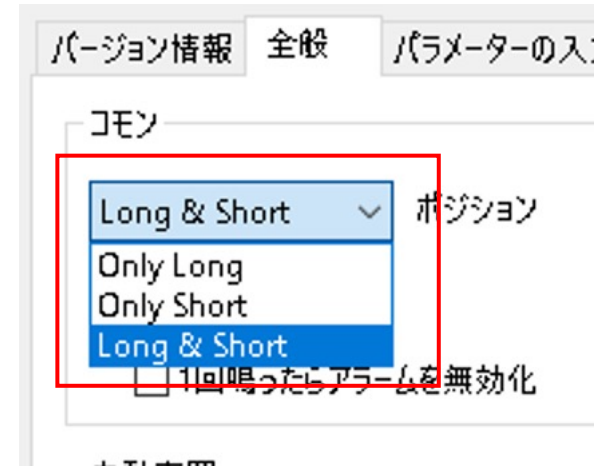 バージョン情報 全般 パラメーターの入
コモン
Long & Short ポジション
Only Long
Only Short
Long & Short
1回鳴ったらアラームを無効化